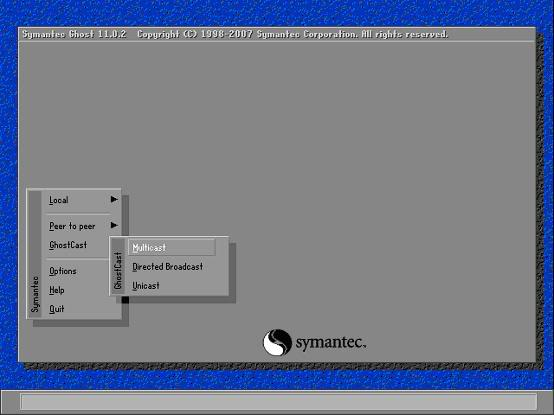 Symantec Ghost 11.0.2 Copyright (C) 1998-2007 Symantec Corporation. All rights reserved.
Local
Peer to peer
GhostCast
Options
Help
Quit
Symantec
Multicast
Directed Broadcast
Unicast
GhostCast
symantec.